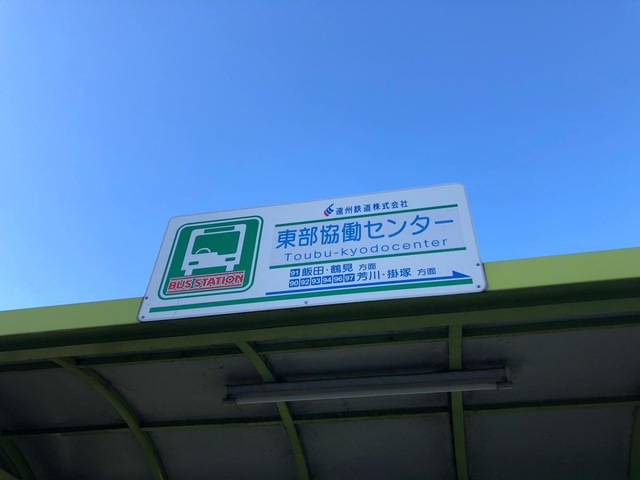 遠州鉄道株式会社
東部協働センター
Toubu-kyodocenter
BUS STATION
91 飯田・鶴見 方面
90 92 93 94 96 97 芳川・掛塚 方面